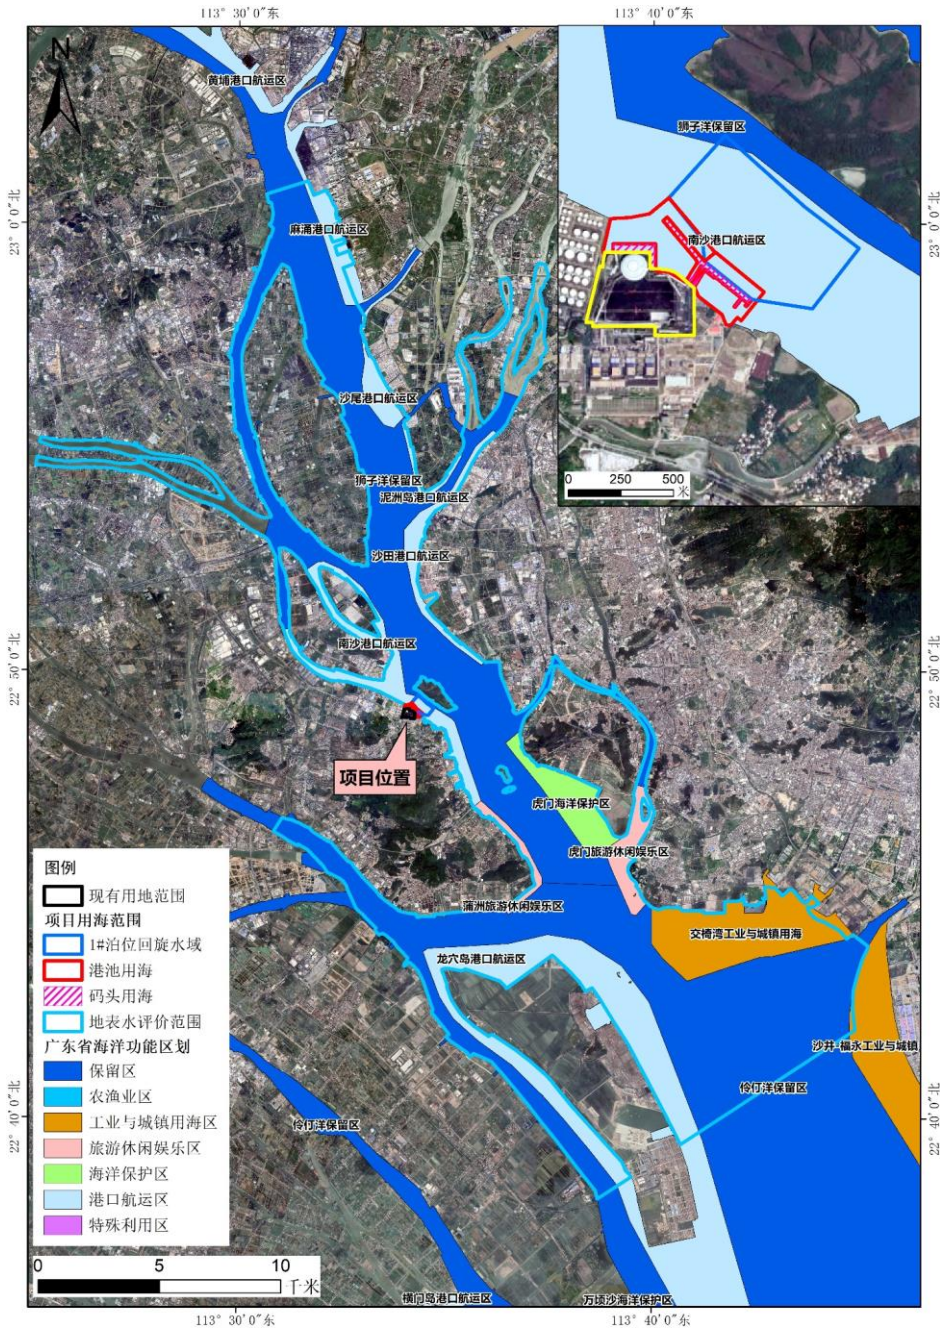 113° 30′0″东
113° 40′0″东
N
黄埔港口航运区
狮子洋保留区
23° 0′0″北
23° 0′0″北
麻涌港口航运区
南沙港口航运区
沙尾港口航运区
狮子洋保留区
泥洲岛港口航运区
0 250 500
米
沙田港口航运区
南沙港口航运区
22° 50′0″北
22° 50′0″北
项目位置
虎门海洋保护区
虎门旅游休闲娱乐区
蒲洲旅游休闲娱乐区
交椅湾工业与城镇用海
龙穴岛港口航运区
沙井-福永工业与城镇
伶仃洋保留区
伶仃洋保留区
22° 40′0″北
22° 40′0″北
图例
现有用地范围
项目用海范围
1#泊位回旋水域
港池用海
码头用海
地表水评价范围
广东省海洋功能区划
保留区
农渔业区
工业与城镇用海区
旅游休闲娱乐区
海洋保护区
港口航运区
特殊利用区
0 5 10
千米
横门岛港口航运区
万顷沙海洋保护区
113° 30′0″东
113° 40′0″东